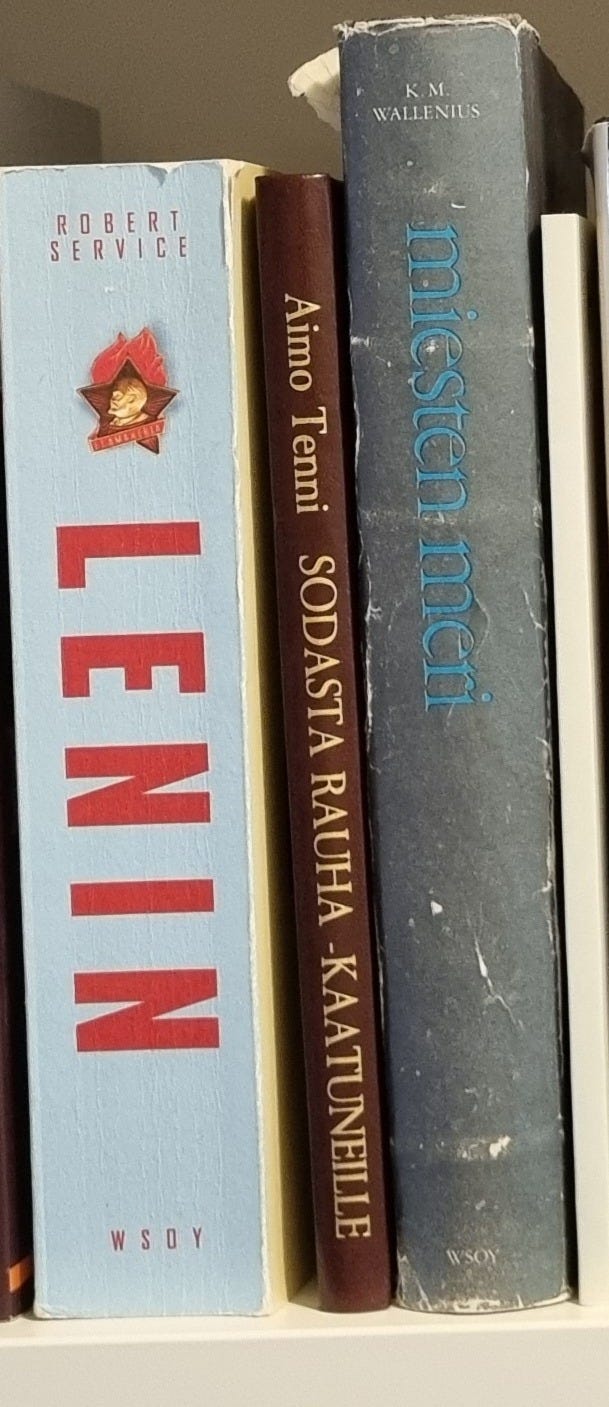 ROBERT
SERVICE
LENIN
WSOY
Aimo Tenni SODASTA RAUHA -KAATUNEILLE
K. M.
WALLENIUS
miesten meri
WSOY